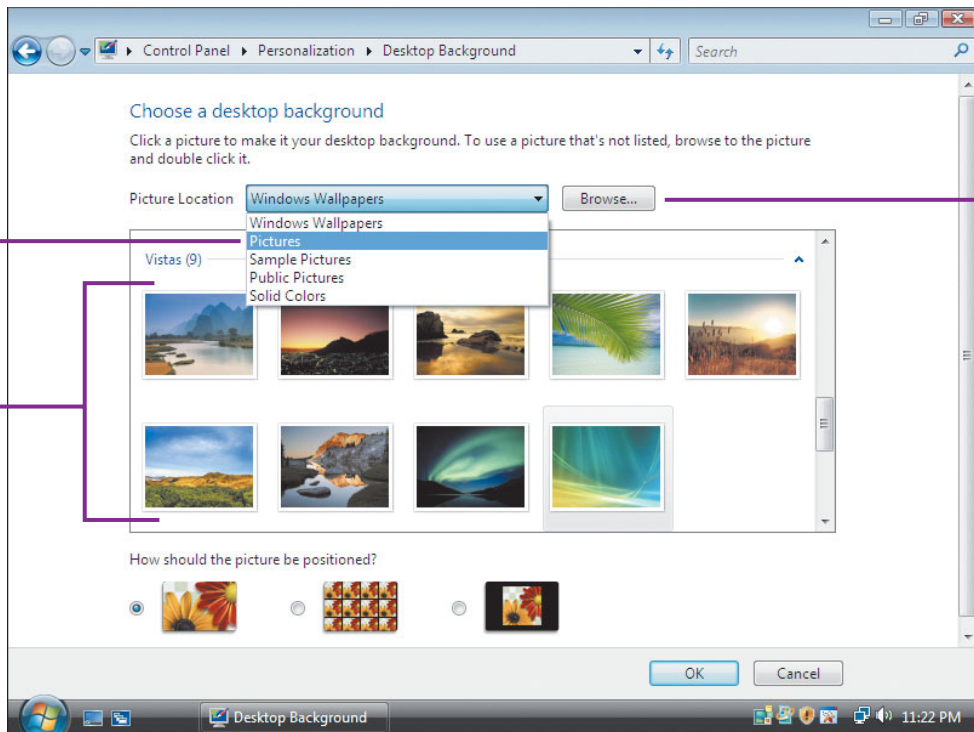 Control Panel Personalization Desktop Background
Search
Choose a desktop background
Click a picture to make it your desktop background. To use a picture that's not listed, browse to the picture
and double click it.
Picture Location Windows Wallpapers Browse...
Windows Wallpapers
Pictures
Sample Pictures
Public Pictures
Solid Colors
Vistas (9)
How should the picture be positioned?
OK Cancel
Desktop Background 11:22 PM